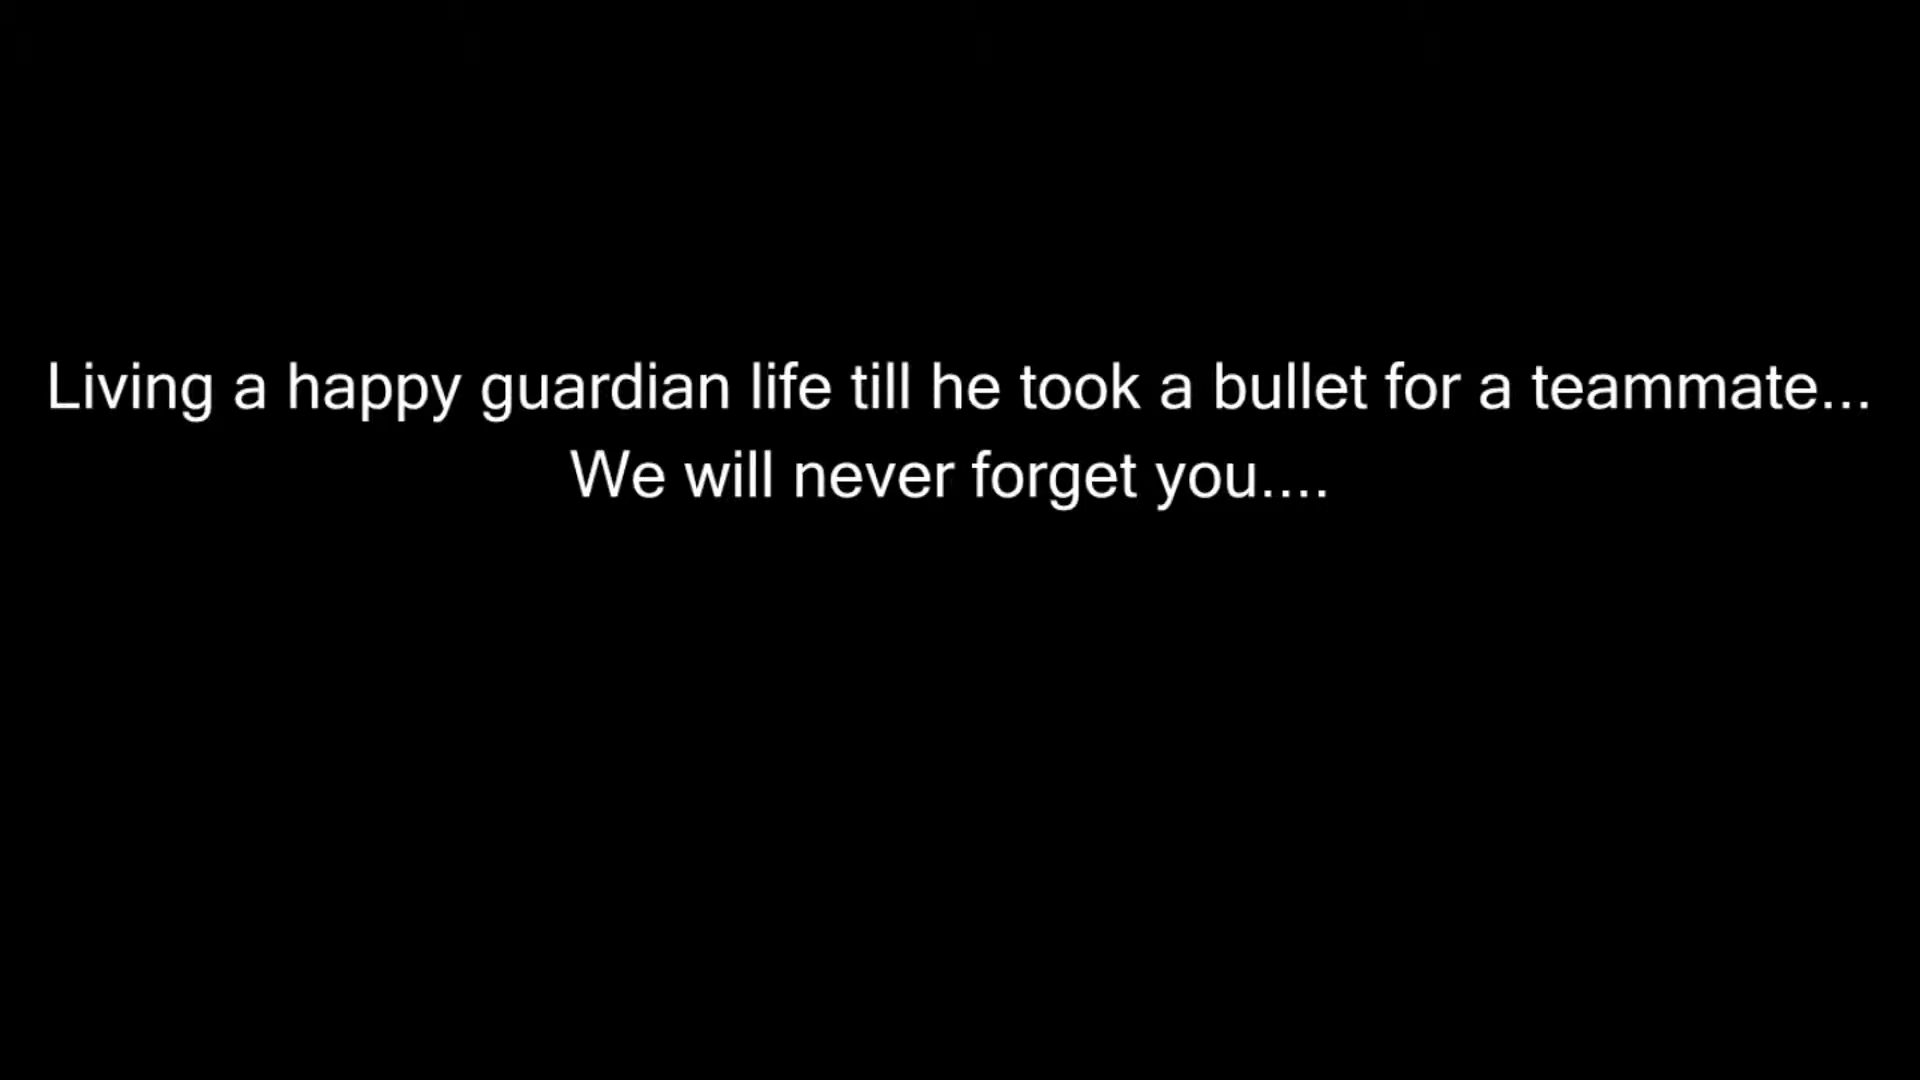 Living a happy guardian life till he took a bullet for a teammate...
We will never forget you....